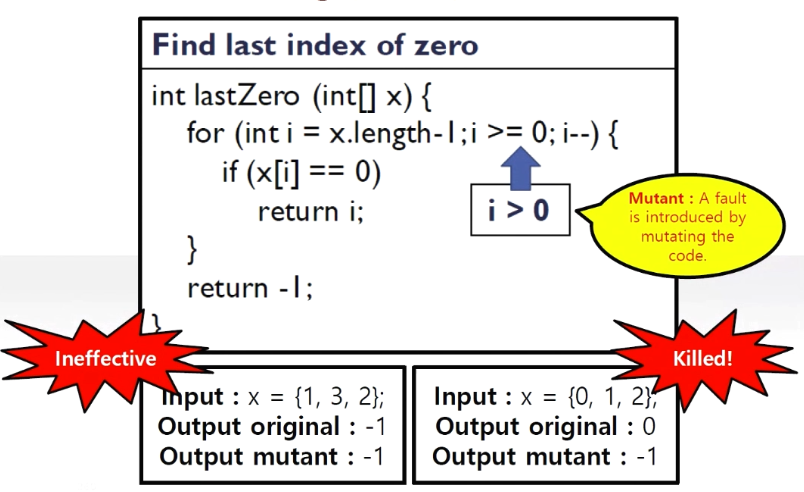 Find last index of zero
int lastZero (int[] x) {
for (int i = x.length-1;i >= 0; i--) {
if (x[i] == 0)
return i;
}
return -1;
}
i > 0
Mutant : A fault
is introduced by
mutating the
code.
Ineffective
Killed!
Input : x = {1, 3, 2};
Output original : -1
Output mutant : -1
Input : x = {0, 1, 2};
Output original : 0
Output mutant : -1